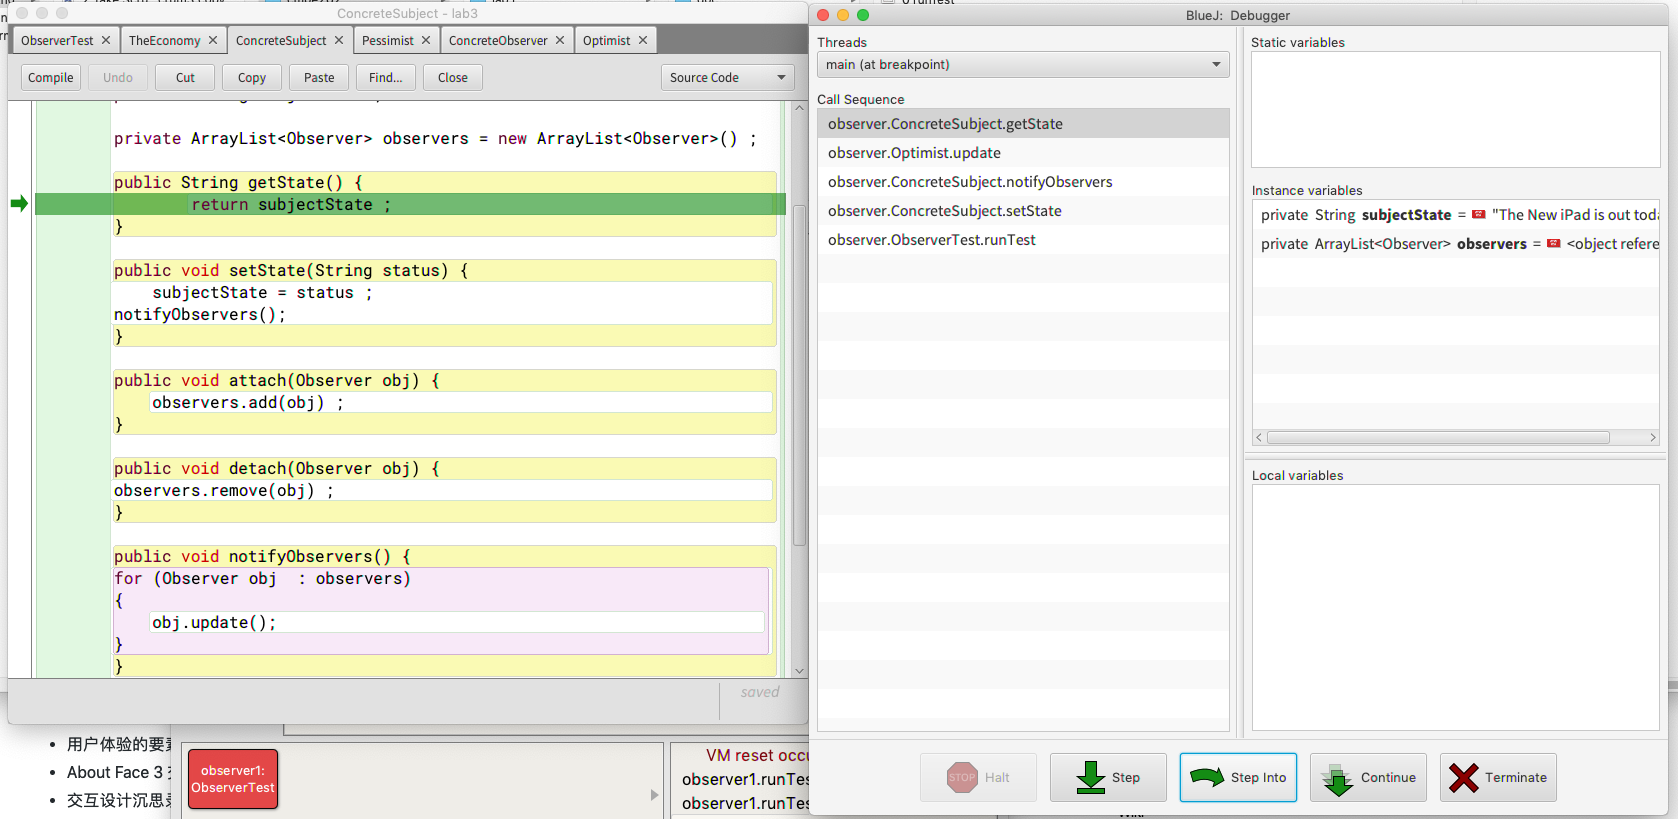 ConcreteSubject - lab3
ObserverTest ✕ TheEconomy ✕ ConcreteSubject ✕ Pessimist ✕ ConcreteObserver ✕ Optimist ✕
Compile Undo Cut Copy Paste Find... Close Source Code
private ArrayList<Observer> observers = new ArrayList<Observer>() ;
public String getState() {
return subjectState ;
}
public void setState(String status) {
subjectState = status ;
notifyObservers();
}
public void attach(Observer obj) {
observers.add(obj) ;
}
public void detach(Observer obj) {
observers.remove(obj) ;
}
public void notifyObservers() {
for (Observer obj  : observers)
{
obj.update();
}
}
saved
用户体验的要
About Face 3
交互设计沉思
observer1:
ObserverTest
VM reset occu
observer1.runTes
observer1.runTes
BlueJ: Debugger
Threads
main (at breakpoint)
Call Sequence
observer.ConcreteSubject.getState
observer.Optimist.update
observer.ConcreteSubject.notifyObservers
observer.ConcreteSubject.setState
observer.ObserverTest.runTest
Static variables
Instance variables
private String subjectState = "The New iPad is out toda
private ArrayList<Observer> observers = <object refere
Local variables
STOP Halt
Step
Step Into
Continue
Terminate